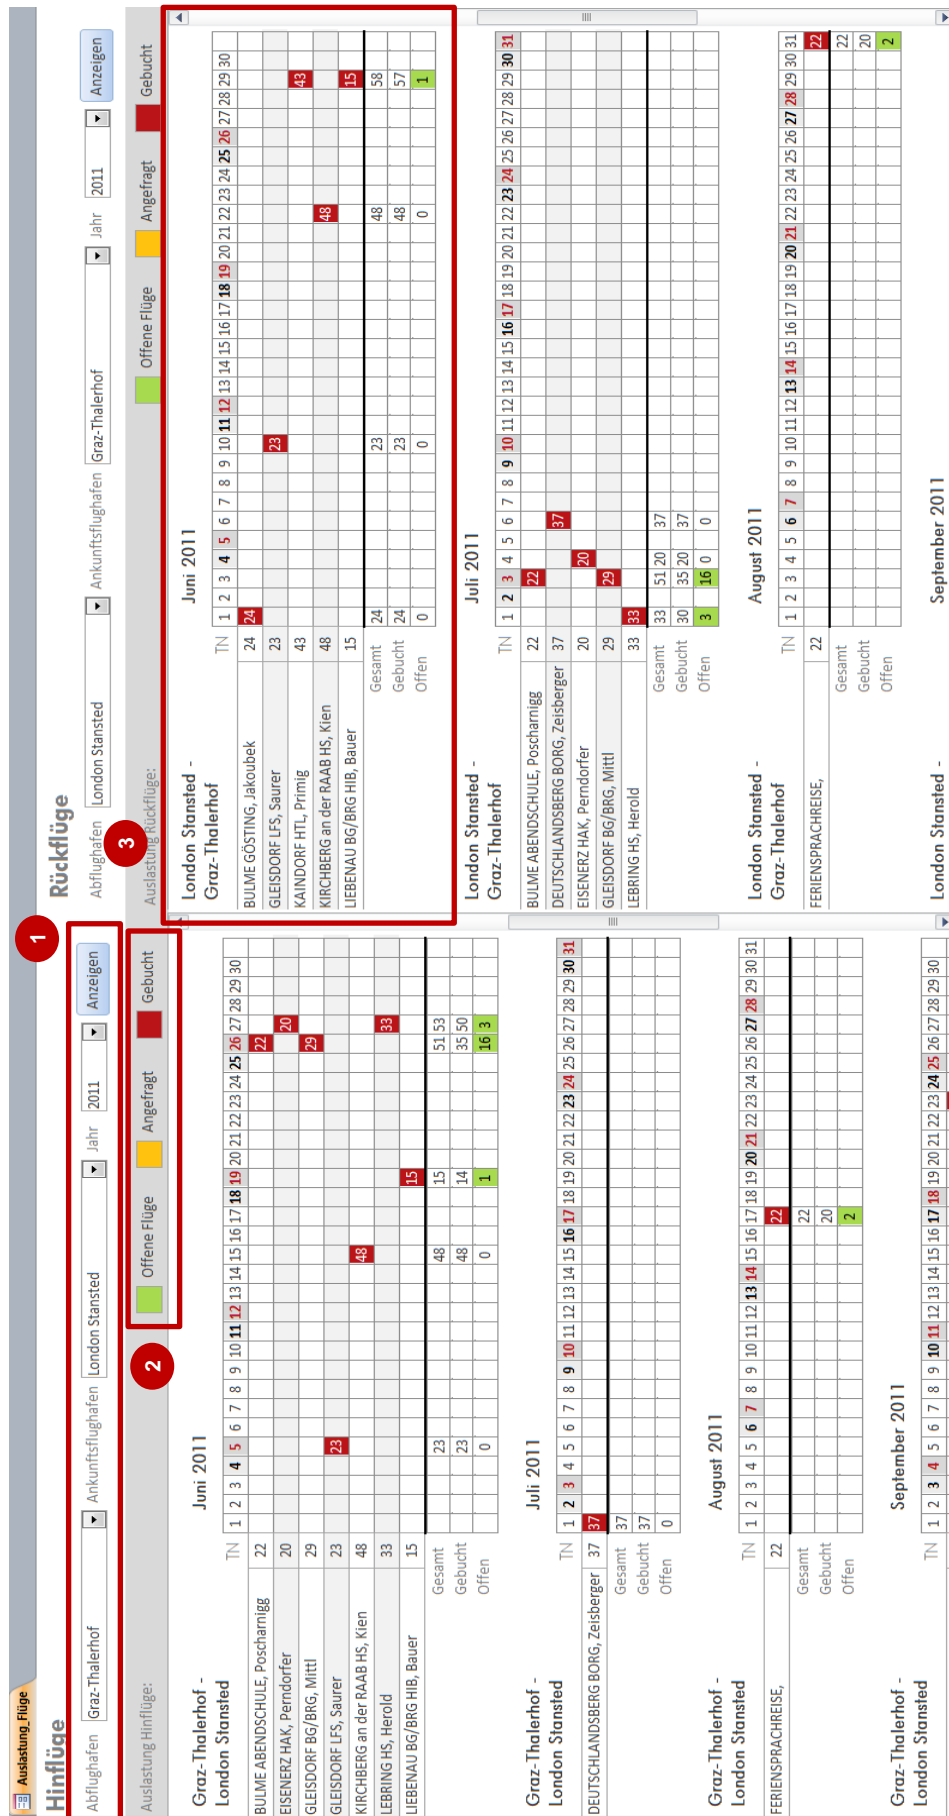 Auslastung_Flüge
1
Hinflüge
Abflughafen Graz-Thalerhof Ankunftsflughafen London Stansted Jahr 2011 Anzeigen
2
Auslastung Hinflüge: Offene Flüge Angefragt Gebucht
Graz-Thalerhof - Juni 2011
London Stansted
TN 1 2 3 4 5 6 7 8 9 10 11 12 13 14 15 16 17 18 19 20 21 22 23 24 25 26 27 28 29 30
BULME ABENDSCHULE, Poscharnigg 22 22
EISENERZ HAK, Perndorfer 20 20
GLEISDORF BG/BRG, Mittl 29 29
GLEISDORF LFS, Saurer 23 23
KIRCHBERG an der RAAB HS, Kien 48 48
LEBRING HS, Herold 33 33
LIEBENAU BG/BRG HIB, Bauer 15 15
Gesamt 23 48 15 51 53
Gebucht 23 48 14 35 50
Offen 0 0 1 16 3
Graz-Thalerhof - Juli 2011
London Stansted
TN 1 2 3 4 5 6 7 8 9 10 11 12 13 14 15 16 17 18 19 20 21 22 23 24 25 26 27 28 29 30 31
DEUTSCHLANDSBERG BORG, Zeisberger 37 37
Gesamt 37
Gebucht 37
Offen 0
Graz-Thalerhof - August 2011
London Stansted
TN 1 2 3 4 5 6 7 8 9 10 11 12 13 14 15 16 17 18 19 20 21 22 23 24 25 26 27 28 29 30 31
FERIENSPRACHREISE, 22 22
Gesamt 22
Gebucht 20
Offen 2
Graz-Thalerhof - September 2011
London Stansted
TN 1 2 3 4 5 6 7 8 9 10 11 12 13 14 15 16 17 18 19 20 21 22 23 24 25 26 27 28 29 30
Rückflüge
Abflughafen London Stansted Ankunftsflughafen Graz-Thalerhof Jahr 2011 Anzeigen
3
Auslastung Rückflüge: Offene Flüge Angefragt Gebucht
London Stansted - Juni 2011
Graz-Thalerhof
TN 1 2 3 4 5 6 7 8 9 10 11 12 13 14 15 16 17 18 19 20 21 22 23 24 25 26 27 28 29 30
BULME GÖSTING, Jakoubek 24 24
GLEISDORF LFS, Saurer 23 23
KAINDORF HTL, Primig 43 43
KIRCHBERG an der RAAB HS, Kien 48 48
LIEBENAU BG/BRG HIB, Bauer 15 15
Gesamt 24 23 48 58
Gebucht 24 23 48 57
Offen 0 0 0 1
London Stansted - Juli 2011
Graz-Thalerhof
TN 1 2 3 4 5 6 7 8 9 10 11 12 13 14 15 16 17 18 19 20 21 22 23 24 25 26 27 28 29 30 31
BULME ABENDSCHULE, Poscharnigg 22 22
DEUTSCHLANDSBERG BORG, Zeisberger 37 37
EISENERZ HAK, Perndorfer 20 20
GLEISDORF BG/BRG, Mittl 29 29
LEBRING HS, Herold 33 33
Gesamt 33 51 20 37
Gebucht 30 35 20 37
Offen 3 16 0 0
London Stansted - August 2011
Graz-Thalerhof
TN 1 2 3 4 5 6 7 8 9 10 11 12 13 14 15 16 17 18 19 20 21 22 23 24 25 26 27 28 29 30 31
FERIENSPRACHREISE, 22 22
Gesamt 22
Gebucht 20
Offen 2
London Stansted - September 2011